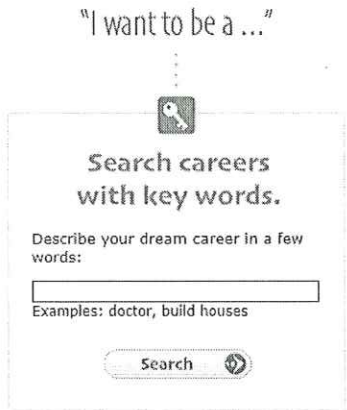 "I want to be a ..."
Search careers
with key words.
Describe your dream career in a few
words:
Examples: doctor, build houses
Search